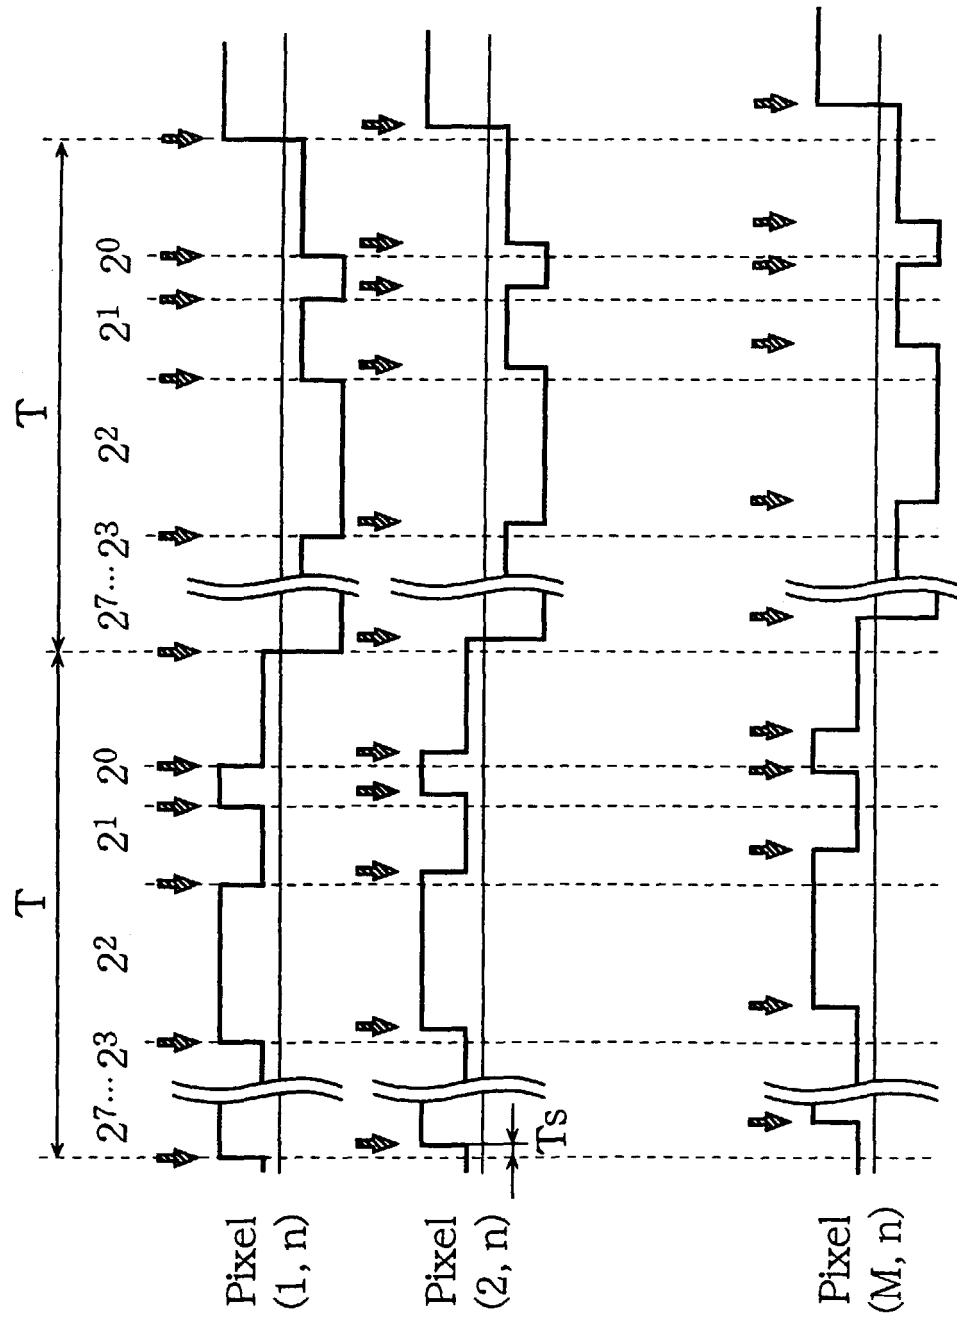 T T
2⁷... 2³ 2² 2¹ 2⁰ 2⁷... 2³ 2² 2¹ 2⁰
Pixel
(1, n)
Pixel
(2, n)
Ts
Pixel
(M, n)